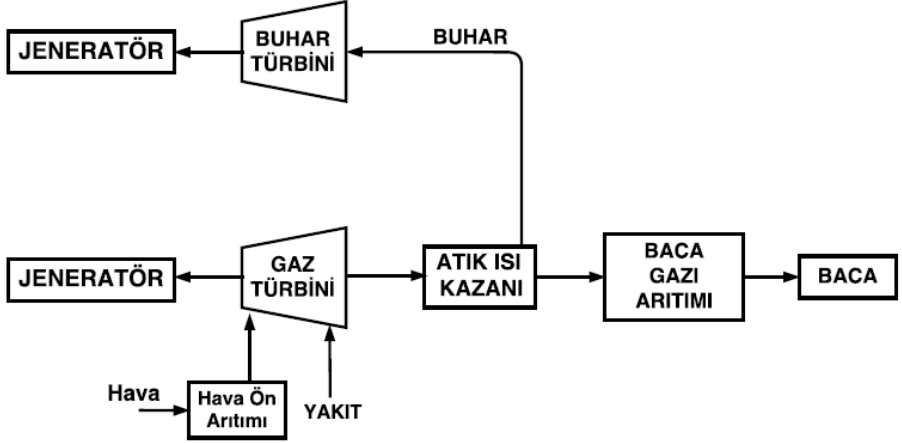 JENERATÖR
BUHAR
TÜRBİNİ
BUHAR
JENERATÖR
GAZ
TÜRBİNİ
ATIK ISI
KAZANI
BACA
GAZI
ARITIMI
BACA
Hava
Hava Ön
Arıtımı
YAKIT